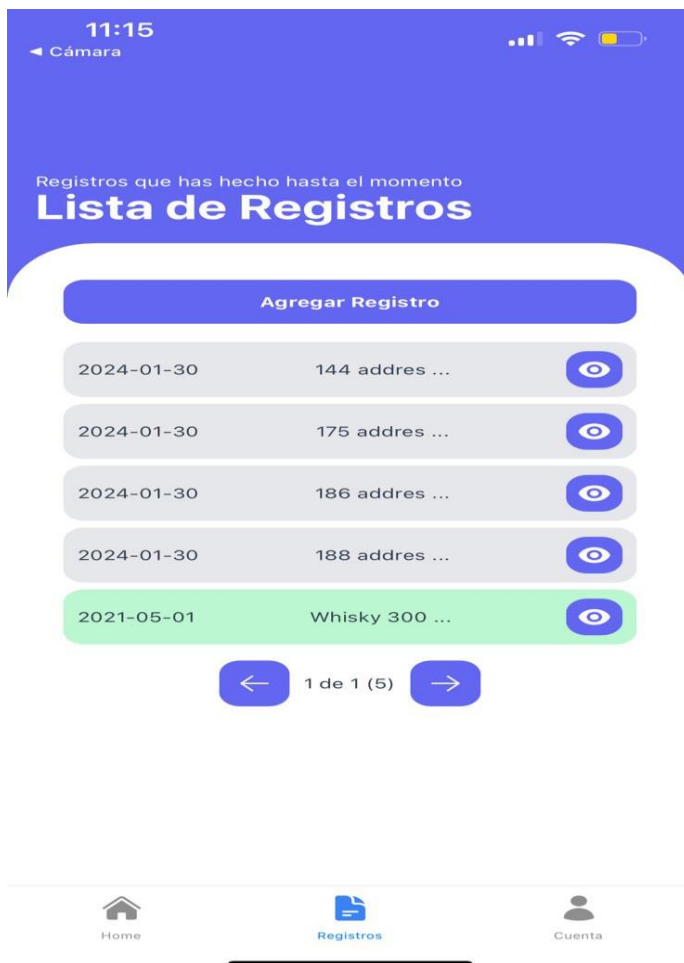 11:15
◄ Cámara
Registros que has hecho hasta el momento
Lista de Registros
Agregar Registro
2024-01-30 144 addres ...
2024-01-30 175 addres ...
2024-01-30 186 addres ...
2024-01-30 188 addres ...
2021-05-01 Whisky 300 ...
1 de 1 (5)
Home Registros Cuenta